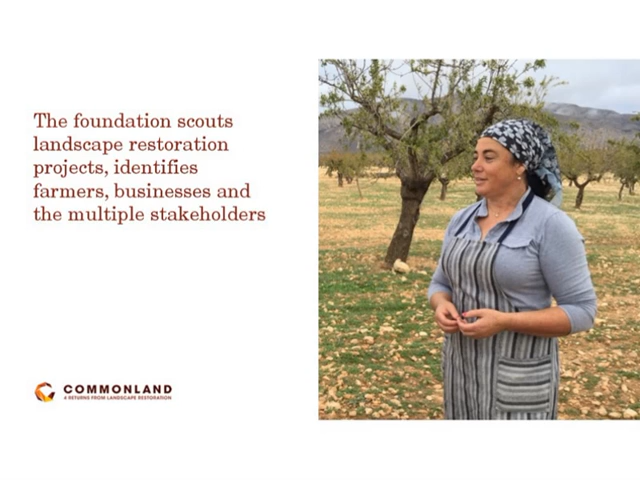 The foundation scouts
landscape restoration
projects, identifies
farmers, businesses and
the multiple stakeholders
COMMONLAND
4 RETURNS FROM LANDSCAPE RESTORATION